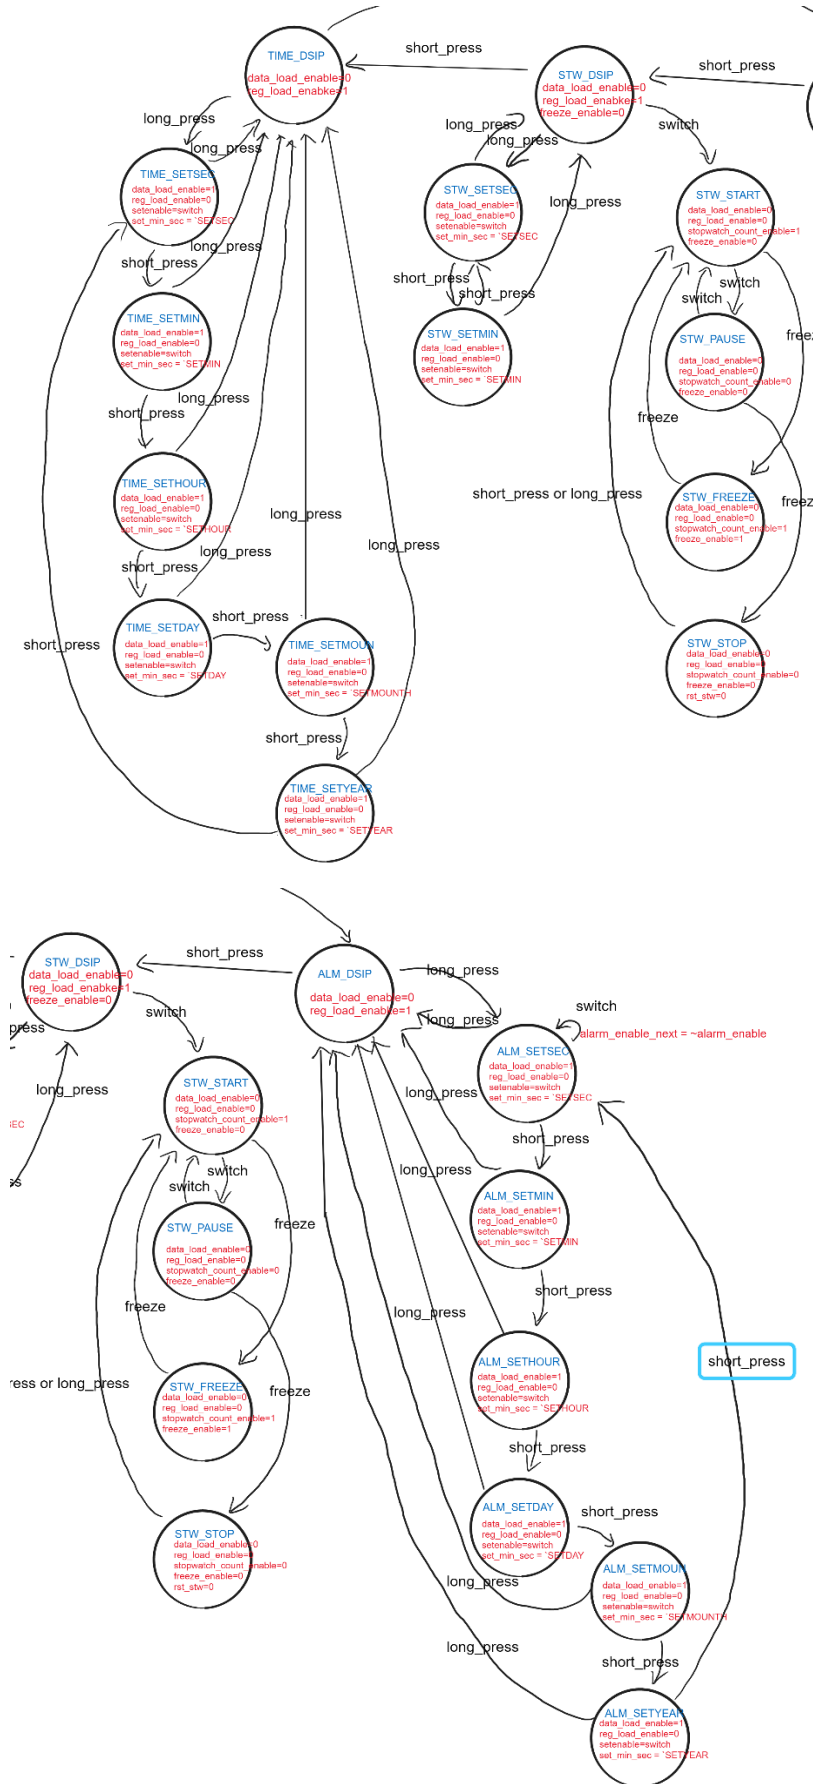 TIME_DSIP
data_load_enable=0
reg_load_enabke=1
short_press
STW_DSIP
data_load_enable=0
reg_load_enabke=1
freeze_enable=0
short_press
long_press
long_press
TIME_SETSEC
data_load_enable=1
reg_load_enable=0
setenable=switch
set_min_sec = `SETSEC
long_press
short_press
TIME_SETMIN
data_load_enable=1
reg_load_enable=0
setenable=switch
set_min_sec = `SETMIN
short_press
long_press
TIME_SETHOUR
data_load_enable=1
reg_load_enable=0
setenable=switch
set_min_sec = `SETHOUR
long_press
short_press
long_press
TIME_SETDAY
data_load_enable=1
reg_load_enable=0
setenable=switch
set_min_sec = `SETDAY
short_press
TIME_SETMOUN
data_load_enable=1
reg_load_enable=0
setenable=switch
set_min_sec = `SETMOUNTH
short_press
short_press
long_press
TIME_SETYEAR
data_load_enable=1
reg_load_enable=0
setenable=switch
set_min_sec = `SETYEAR
long_press
long_press
STW_SETSEC
data_load_enable=1
reg_load_enable=0
setenable=switch
set_min_sec = `SETSEC
long_press
short_press
short_press
STW_SETMIN
data_load_enable=1
reg_load_enable=0
setenable=switch
set_min_sec = `SETMIN
switch
STW_START
data_load_enable=0
reg_load_enable=0
stopwatch_count_enable=1
freeze_enable=0
switch
switch
STW_PAUSE
data_load_enable=0
reg_load_enable=0
stopwatch_count_enable=0
freeze_enable=0
freez
freeze
short_press or long_press
STW_FREEZE
data_load_enable=0
reg_load_enable=0
stopwatch_count_enable=1
freeze_enable=1
freez
STW_STOP
data_load_enable=0
reg_load_enable=0
stopwatch_count_enable=0
freeze_enable=0
rst_stw=0
STW_DSIP
data_load_enable=0
reg_load_enabke=1
freeze_enable=0
short_press
ALM_DSIP
data_load_enable=0
reg_load_enabke=1
long_press
long_press
switch
alarm_enable_next = ~alarm_enable
ALM_SETSEC
data_load_enable=1
reg_load_enable=0
setenable=switch
set_min_sec = `SETSEC
press
switch
long_press
SEC
STW_START
data_load_enable=0
reg_load_enable=0
stopwatch_count_enable=1
freeze_enable=0
switch
switch
STW_PAUSE
data_load_enable=0
reg_load_enable=0
stopwatch_count_enable=0
freeze_enable=0
freeze
freeze
ress or long_press
STW_FREEZE
data_load_enable=0
reg_load_enable=0
stopwatch_count_enable=1
freeze_enable=1
freeze
STW_STOP
data_load_enable=0
reg_load_enable=0
stopwatch_count_enable=0
freeze_enable=0
rst_stw=0
long_press
short_press
long_press
ALM_SETMIN
data_load_enable=1
reg_load_enable=0
setenable=switch
set_min_sec = `SETMIN
short_press
long_press
ALM_SETHOUR
data_load_enable=1
reg_load_enable=0
setenable=switch
set_min_sec = `SETHOUR
short_press
short_press
ALM_SETDAY
data_load_enable=1
reg_load_enable=0
setenable=switch
set_min_sec = `SETDAY
short_press
long_press
ALM_SETMOUN
data_load_enable=1
reg_load_enable=0
setenable=switch
set_min_sec = `SETMOUNTH
long_press
short_press
ALM_SETYEAR
data_load_enable=1
reg_load_enable=0
setenable=switch
set_min_sec = `SETYEAR